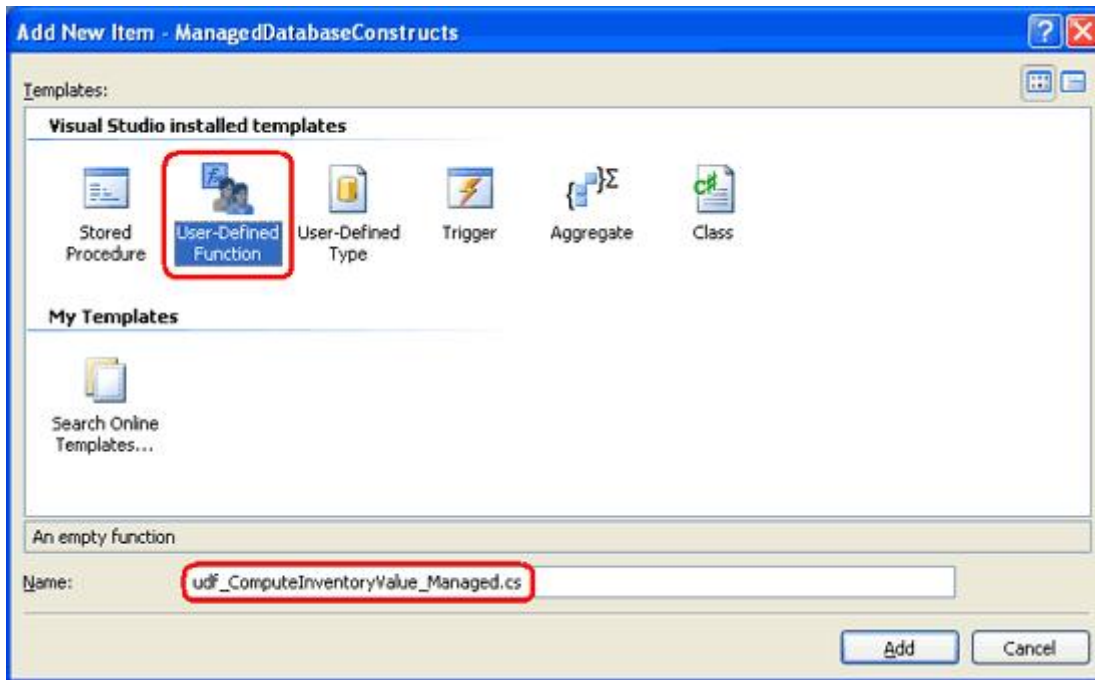 Add New Item - ManagedDatabaseConstructs
Templates:
Visual Studio installed templates
Stored
Procedure
User-Defined
Function
User-Defined
Type
Trigger
Aggregate
Class
My Templates
Search Online
Templates...
An empty function
Name:
udf_ComputeInventoryValue_Managed.cs
Add
Cancel